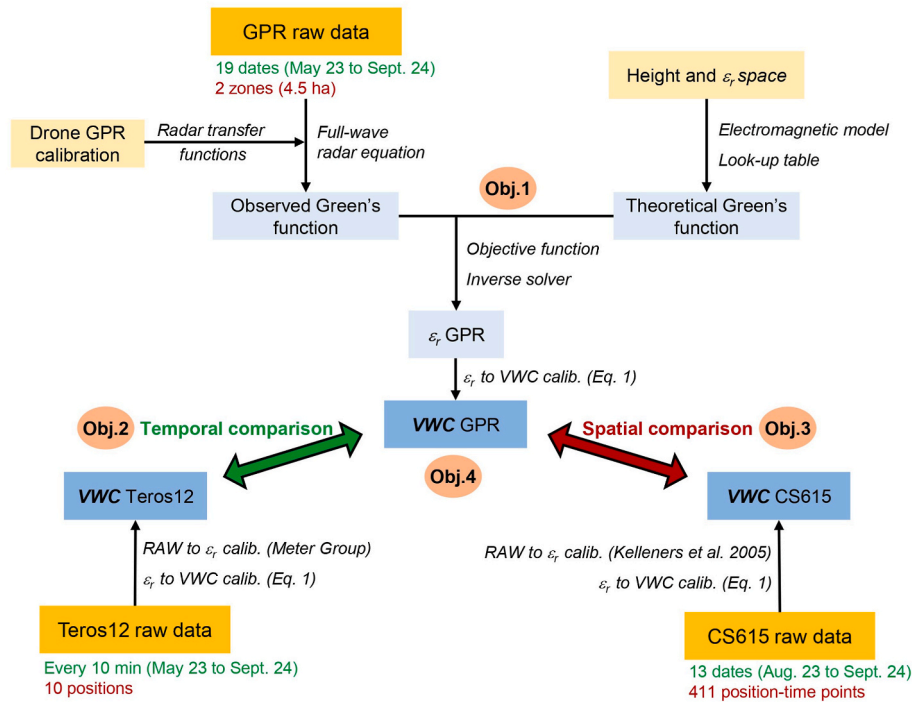 GPR raw data
19 dates (May 23 to Sept. 24)
2 zones (4.5 ha)
Height and εr space
Drone GPR
calibration
Radar transfer
functions
Full-wave
radar equation
Electromagnetic model
Look-up table
Obj.1
Observed Green's
function
Theoretical Green's
function
Objective function
Inverse solver
εr GPR
εr to VWC calib. (Eq. 1)
Obj.2
Temporal comparison
VWC GPR
Spatial comparison
Obj.3
Obj.4
VWC Teros12
VWC CS615
RAW to εr calib. (Meter Group)
εr to VWC calib. (Eq. 1)
RAW to εr calib. (Kelleners et al. 2005)
εr to VWC calib. (Eq. 1)
Teros12 raw data
Every 10 min (May 23 to Sept. 24)
10 positions
CS615 raw data
13 dates (Aug. 23 to Sept. 24)
411 position-time points